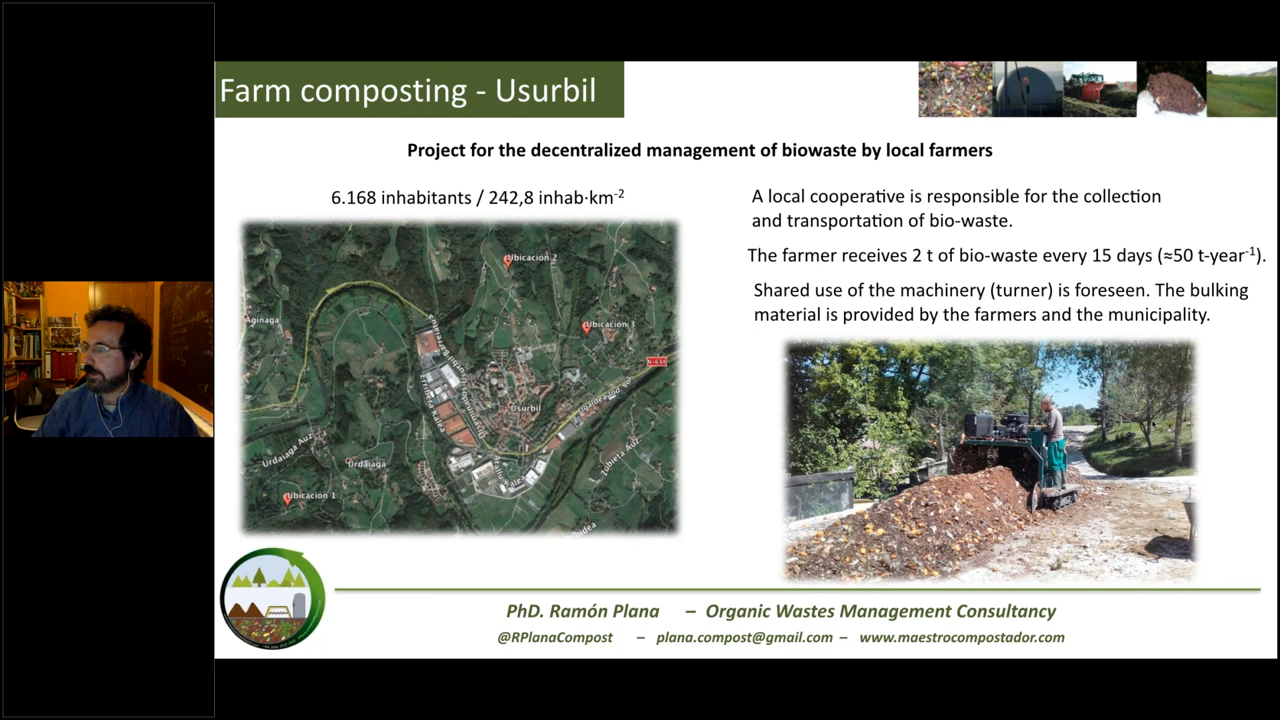 Farm composting - Usurbil
Project for the decentralized management of biowaste by local farmers
6.168 inhabitants / 242,8 inhab·km-2
A local cooperative is responsible for the collection
and transportation of bio-waste.
The farmer receives 2 t of bio-waste every 15 days (≈50 t-year-1).
Shared use of the machinery (turner) is foreseen. The bulking
material is provided by the farmers and the municipality.
Ubicación 2
Aginaga
Ubicación 3
N-634
Usurbil
Urdaiaga Auz
Urdaiaga
Zubieta Auz
Ubicación 1
PhD. Ramón Plana – Organic Wastes Management Consultancy
@RPlanaCompost – plana.compost@gmail.com – www.maestrocompostador.com